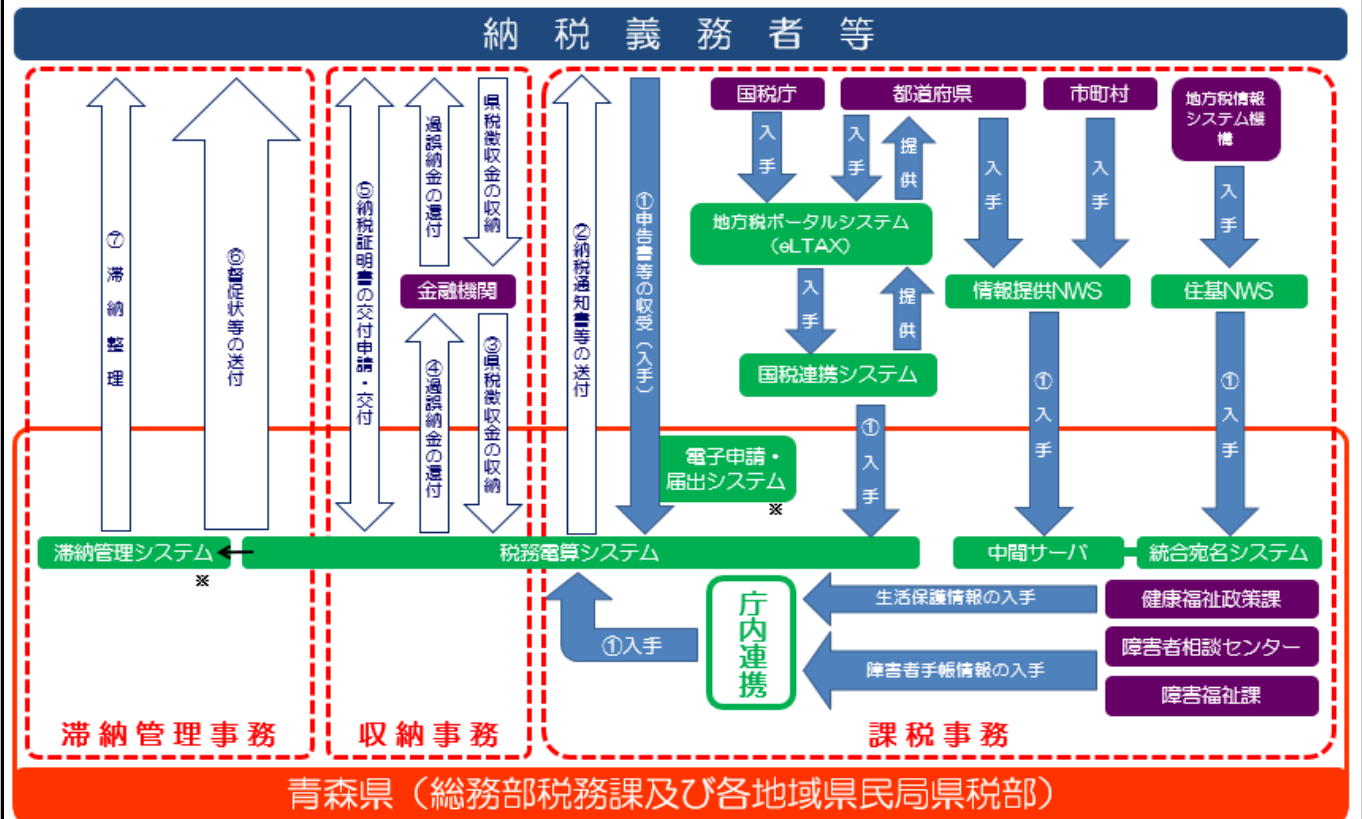 納税義務者等
⑦滞納整理
⑥督促状等の送付
⑤納税証明書の交付申請・交付
過誤納金の還付
県税徴収金の収納
金融機関
④過誤納金の還付
③県税徴収金の収納
②納税通知書等の送付
①申告書等の収受（入手）
国税庁
都道府県
市町村
地方税情報
システム機
構
入手
入手
提供
入手
入手
入手
地方税ポータルシステム
（eLTAX）
情報提供NWS
住基NWS
入手
提供
国税連携システム
①入手
①入手
①入手
電子申請・
届出システム
※
滞納管理システム
※
税務電算システム
中間サーバ
統合宛名システム
①入手
庁内連携
生活保護情報の入手
健康福祉政策課
障害者手帳情報の入手
障害者相談センター
障害福祉課
滞納管理事務
収納事務
課税事務
青森県（総務部税務課及び各地域県民局県税部）